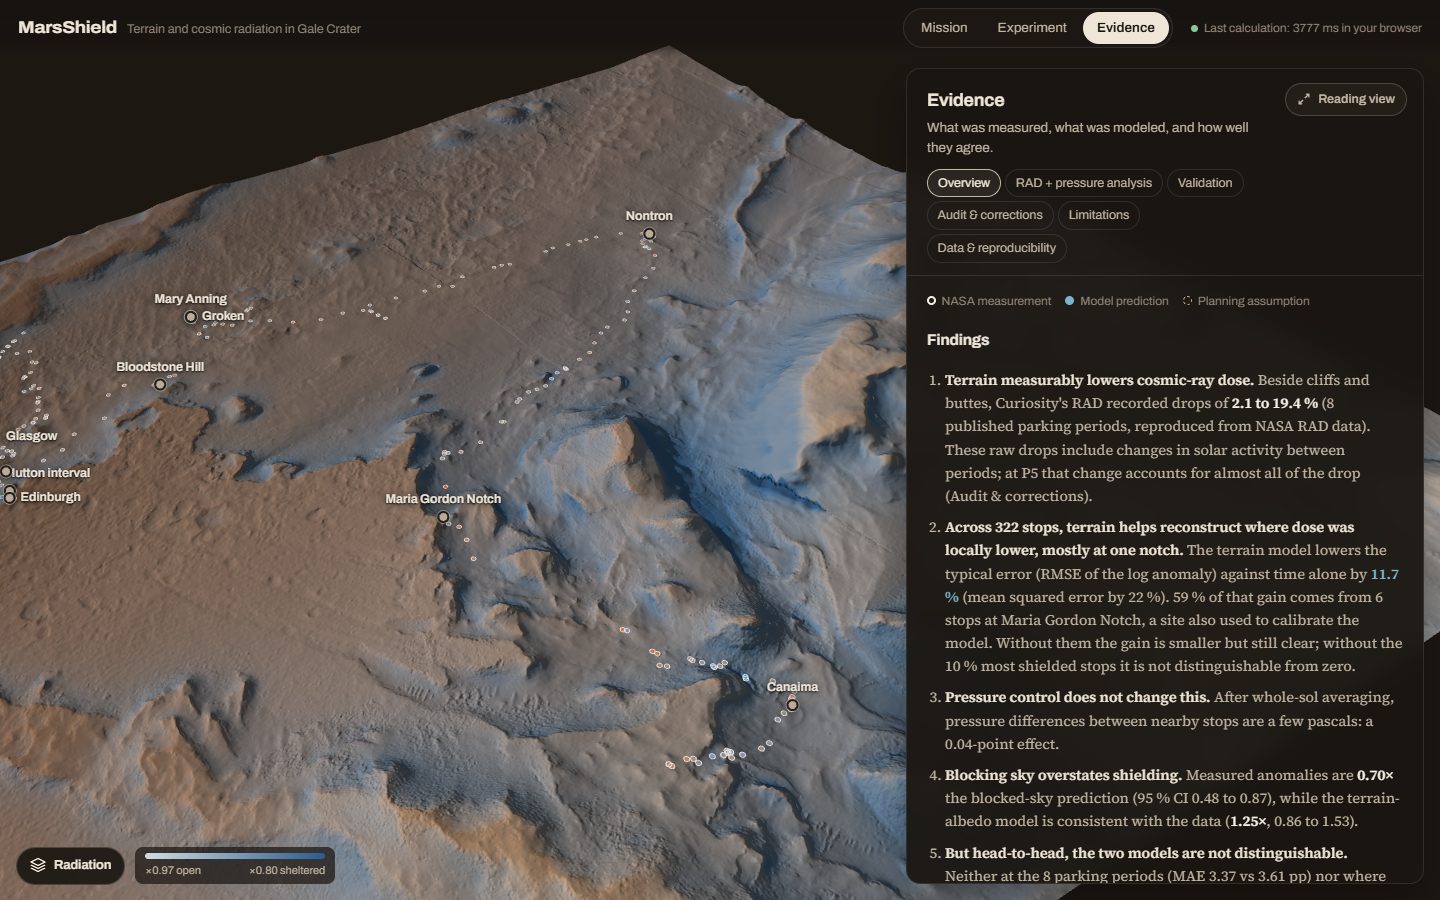 MarsShield Terrain and cosmic radiation in Gale Crater
Mission Experiment Evidence
Last calculation: 3777 ms in your browser
Evidence
Reading view
What was measured, what was modeled, and how well
they agree.
Overview RAD + pressure analysis Validation
Audit & corrections Limitations
Data & reproducibility
NASA measurement Model prediction Planning assumption
Findings
1. Terrain measurably lowers cosmic-ray dose. Beside cliffs and
buttes, Curiosity's RAD recorded drops of 2.1 to 19.4 % (8
published parking periods, reproduced from NASA RAD data).
These raw drops include changes in solar activity between
periods; at P5 that change accounts for almost all of the drop
(Audit & corrections).
2. Across 322 stops, terrain helps reconstruct where dose was
locally lower, mostly at one notch. The terrain model lowers the
typical error (RMSE of the log anomaly) against time alone by 11.7
% (mean squared error by 22 %). 59 % of that gain comes from 6
stops at Maria Gordon Notch, a site also used to calibrate the
model. Without them the gain is smaller but still clear; without the
10 % most shielded stops it is not distinguishable from zero.
3. Pressure control does not change this. After whole-sol averaging,
pressure differences between nearby stops are a few pascals: a
0.04-point effect.
4. Blocking sky overstates shielding. Measured anomalies are 0.70×
the blocked-sky prediction (95 % CI 0.48 to 0.87), while the terrain-
albedo model is consistent with the data (1.25×, 0.86 to 1.53).
5. But head-to-head, the two models are not distinguishable.
Neither at the 8 parking periods (MAE 3.37 vs 3.61 pp) nor where
Nontron
Mary Anning
Groken
Bloodstone Hill
Glasgow
utton interval
Edinburgh
Maria Gordon Notch
Canaima
Radiation
×0.97 open ×0.80 sheltered